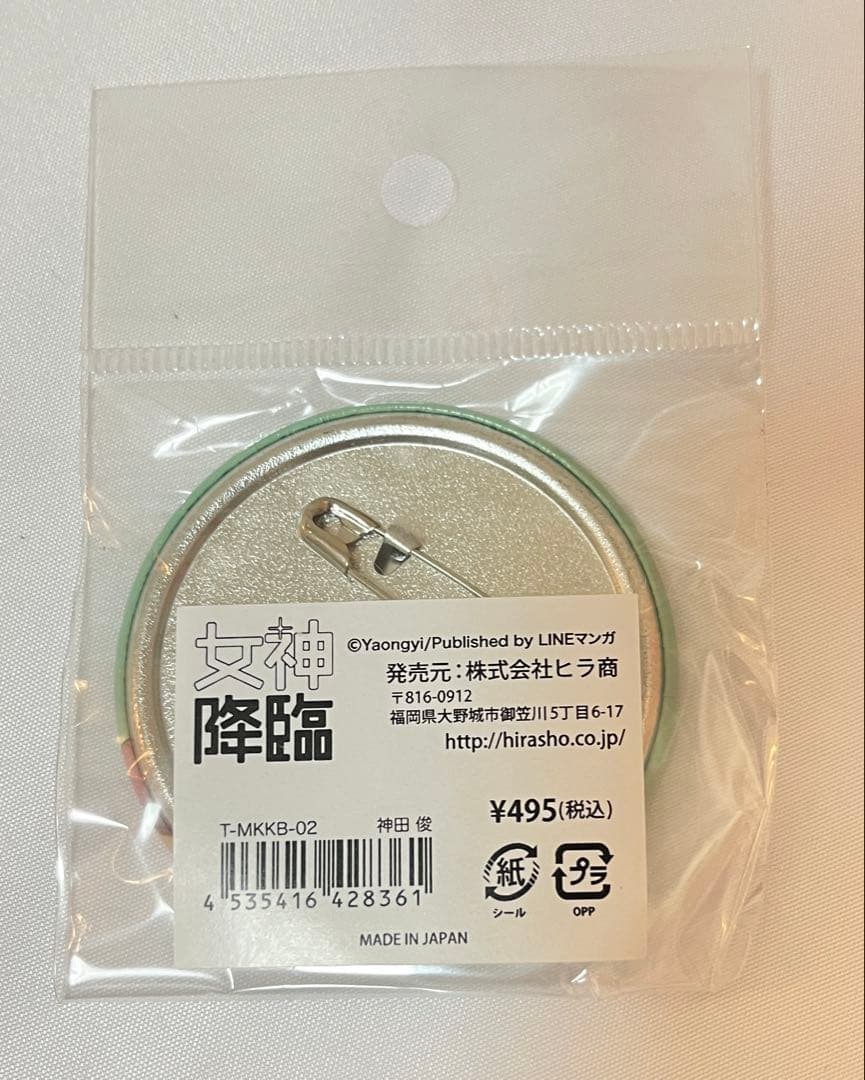 女神
降臨
©Yaongyi/Published by LINEマンガ
発売元:株式会社ヒラ商
〒816-0912
福岡県大野城市御笠川5丁目6-17
http://hirasho.co.jp/
¥495(税込)
T-MKKB-02 神田 俊
4 535416 428361
紙
シール
プラ
OPP
MADE IN JAPAN